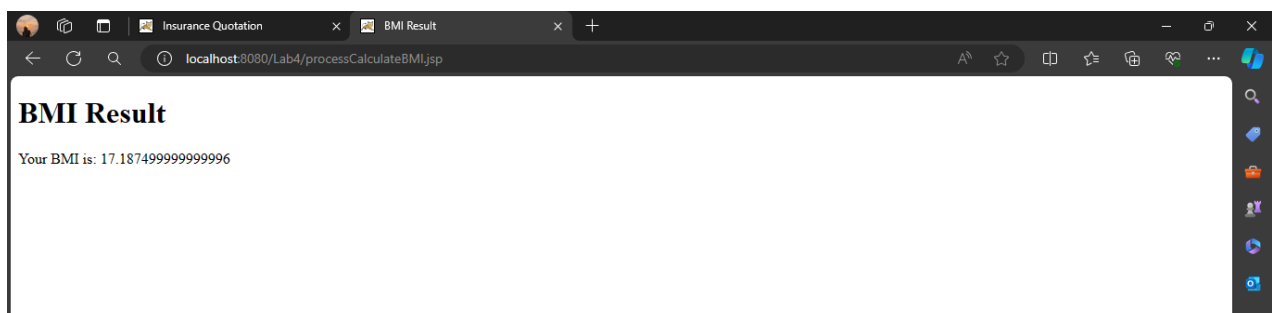 Insurance Quotation
BMI Result
localhost:8080/Lab4/processCalculateBMI.jsp
BMI Result
Your BMI is: 17.187499999999996